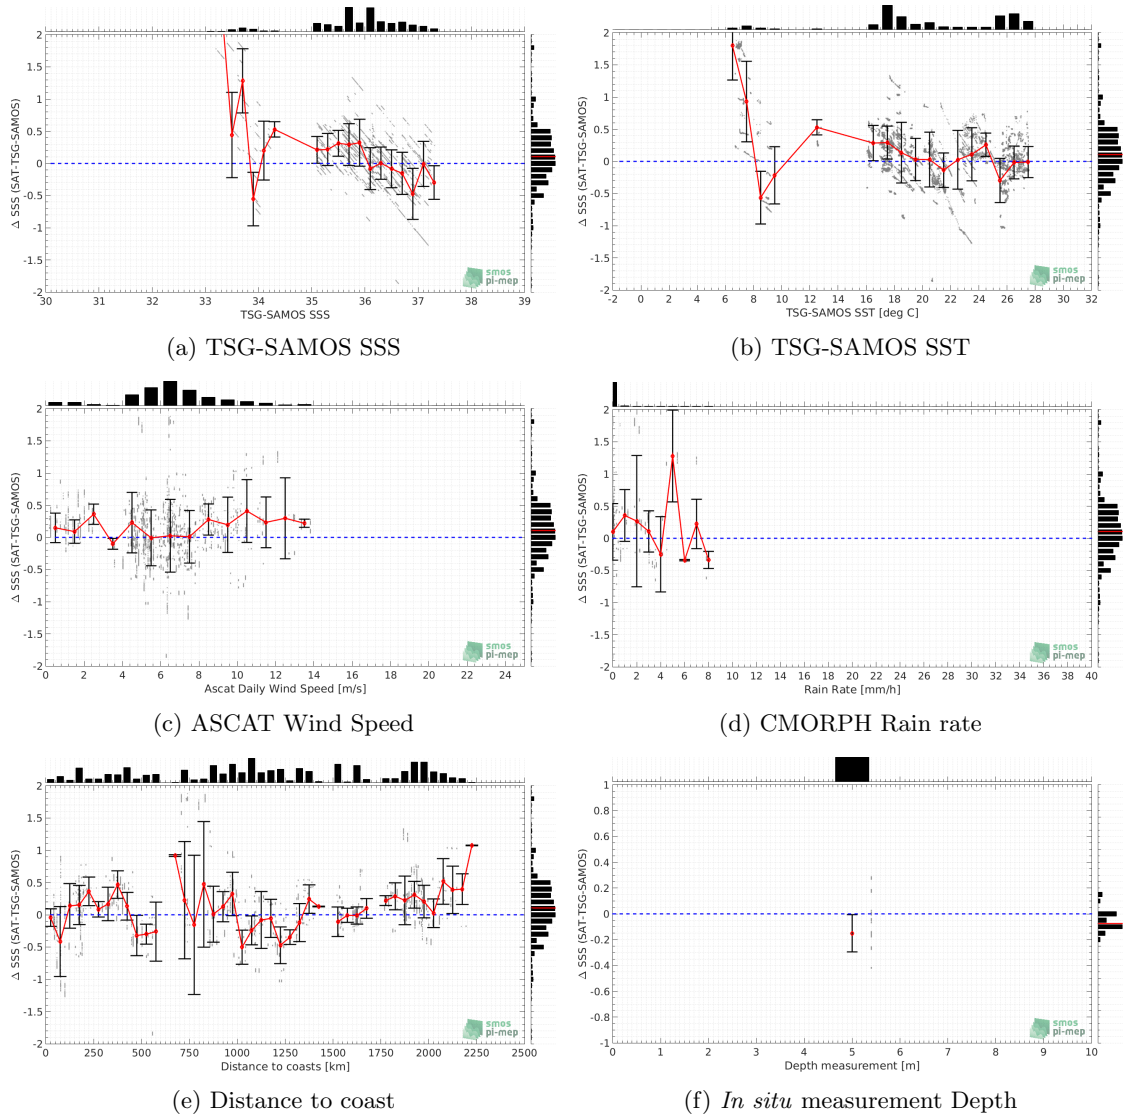 2
1.5
1
0.5
0
-0.5
-1
-1.5
-2
Δ SSS (SAT-TSG-SAMOS)
30 31 32 33 34 35 36 37 38 39
TSG-SAMOS SSS
smos
pi-mep
(a) TSG-SAMOS SSS
2
1.5
1
0.5
0
-0.5
-1
-1.5
-2
Δ SSS (SAT-TSG-SAMOS)
-2 0 2 4 6 8 10 12 14 16 18 20 22 24 26 28 30 32
TSG-SAMOS SST [deg C]
smos
pi-mep
(b) TSG-SAMOS SST
2
1.5
1
0.5
0
-0.5
-1
-1.5
-2
Δ SSS (SAT-TSG-SAMOS)
0 2 4 6 8 10 12 14 16 18 20 22 24
Ascat Daily Wind Speed [m/s]
smos
pi-mep
(c) ASCAT Wind Speed
2
1.5
1
0.5
0
-0.5
-1
-1.5
-2
Δ SSS (SAT-TSG-SAMOS)
0 2 4 6 8 10 12 14 16 18 20 22 24 26 28 30 32 34 36 38 40
Rain Rate [mm/h]
smos
pi-mep
(d) CMORPH Rain rate
2
1.5
1
0.5
0
-0.5
-1
-1.5
-2
Δ SSS (SAT-TSG-SAMOS)
0 250 500 750 1000 1250 1500 1750 2000 2250 2500
Distance to coasts [km]
smos
pi-mep
(e) Distance to coast
1
0.8
0.6
0.4
0.2
0
-0.2
-0.4
-0.6
-0.8
-1
Δ SSS (SAT-TSG-SAMOS)
0 1 2 3 4 5 6 7 8 9 10
Depth measurement [m]
smos
pi-mep
(f) In situ measurement Depth